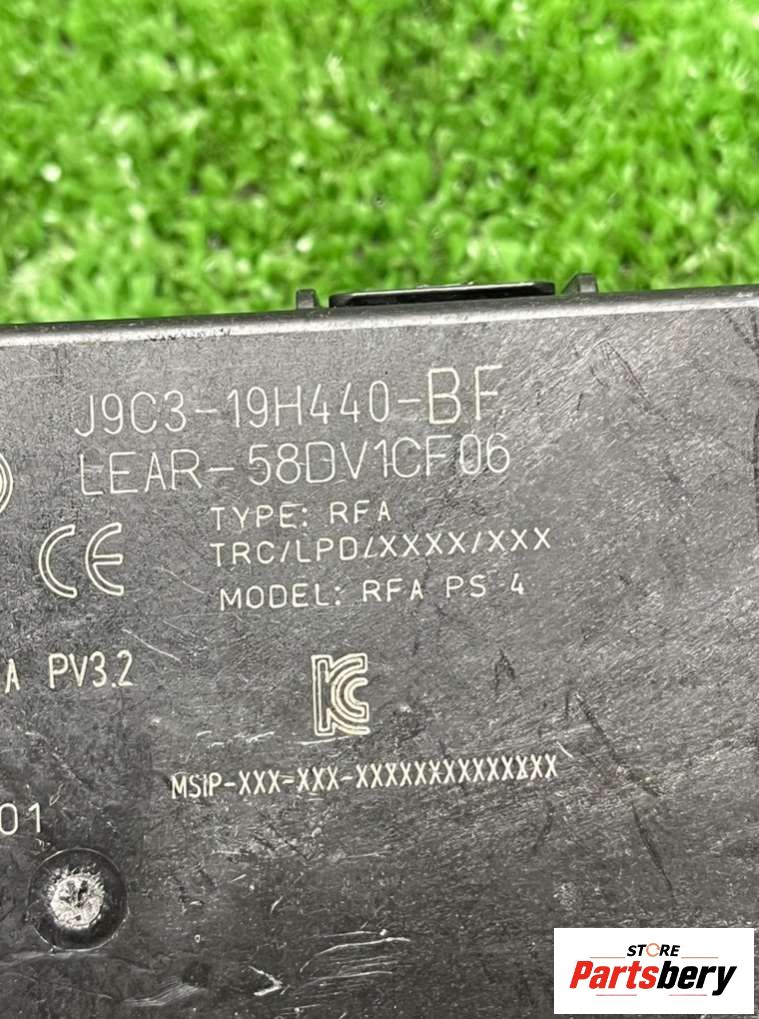 J9C3-19H440-BF
LEAR-58DV1CF06
TYPE: RFA
CE TRC/LPD/XXXX/XXX
MODEL: RFA PS 4
A PV3.2
KC
MSIP-XXX-XXX-XXXXXXXXXXXXXX
01
STORE
Partsbery